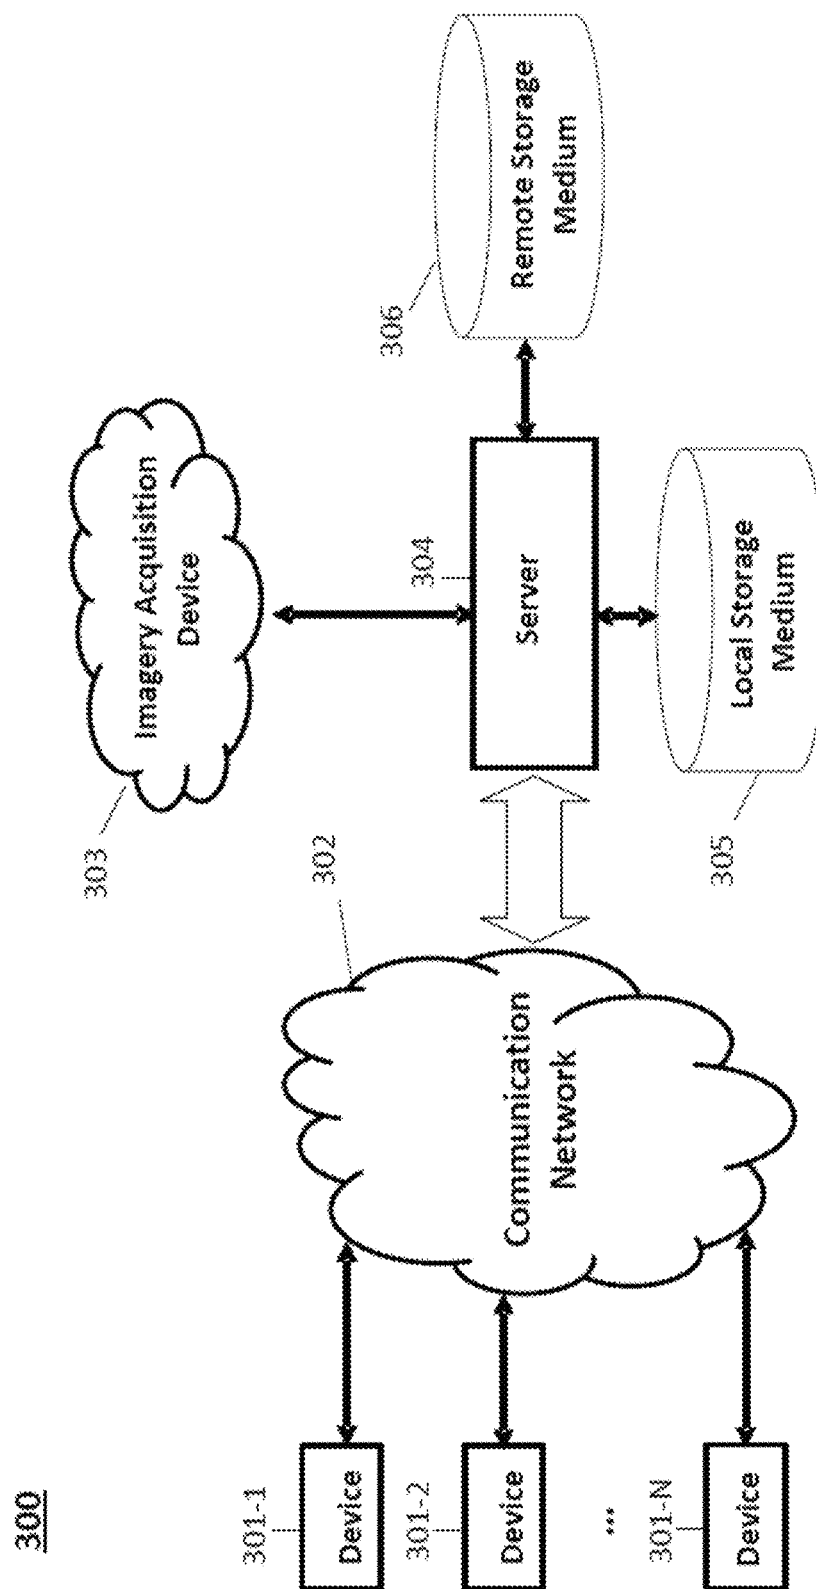 300
301-1
Device
301-2
Device
...
301-N
Device
302
Communication
Network
303
Imagery Acquisition
Device
304
Server
305
Local Storage
Medium
306
Remote Storage
Medium